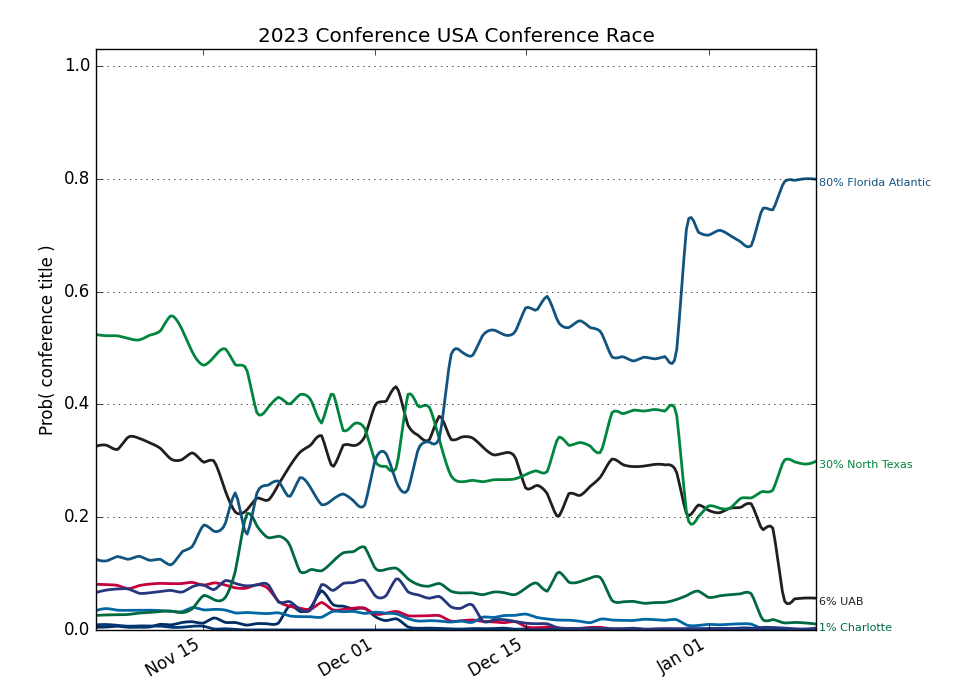 2023 Conference USA Conference Race
Prob( conference title )
1.0
0.8
0.6
0.4
0.2
0.0
80% Florida Atlantic
30% North Texas
6% UAB
1% Charlotte
Nov 15
Dec 01
Dec 15
Jan 01